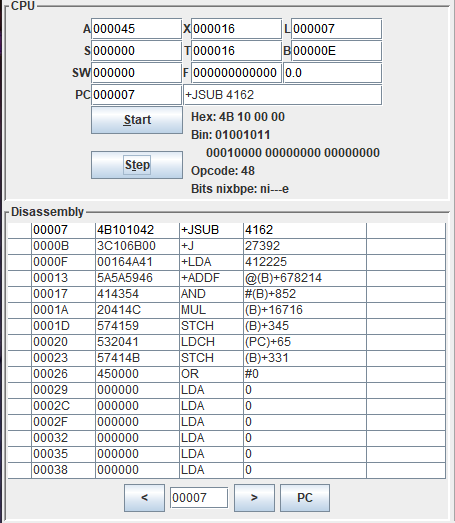 CPU
A 000045 X 000016 L 000007
S 000000 T 000016 B 00000E
SW 000000 F 000000000000 0.0
PC 000007 +JSUB 4162
Start Hex: 4B 10 00 00
Bin: 01001011
00010000 00000000 00000000
Step Opcode: 48
Bits nixbpe: ni---e
Disassembly
00007 4B101042 +JSUB 4162
0000B 3C106B00 +J 27392
0000F 00164A41 +LDA 412225
00013 5A5A5946 +ADDF @(B)+678214
00017 414354 AND #(B)+852
0001A 20414C MUL (B)+16716
0001D 574159 STCH (B)+345
00020 532041 LDCH (PC)+65
00023 57414B STCH (B)+331
00026 450000 OR #0
00029 000000 LDA 0
0002C 000000 LDA 0
0002F 000000 LDA 0
00032 000000 LDA 0
00035 000000 LDA 0
00038 000000 LDA 0
< 00007 > PC